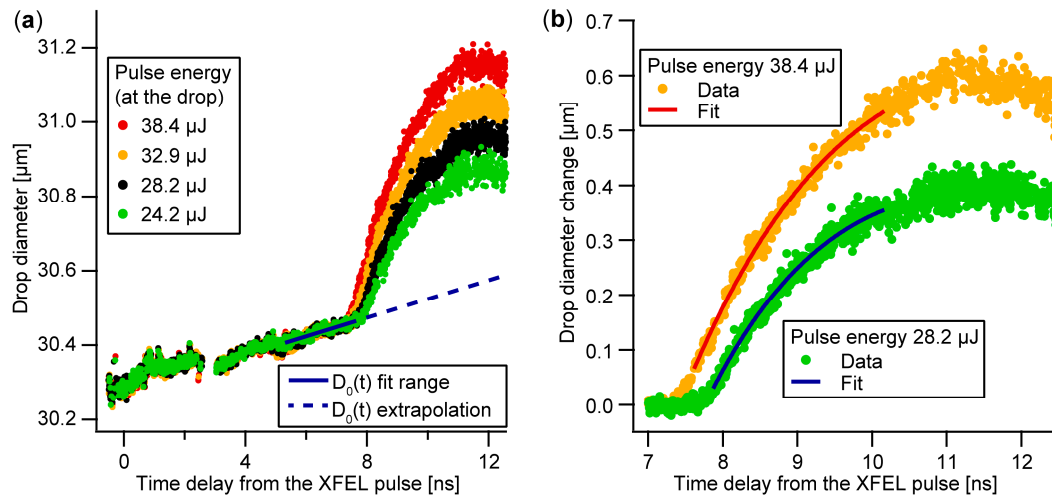 (a)
31.2
31.0
30.8
30.6
30.4
30.2
Drop diameter [µm]
Pulse energy
(at the drop)
38.4 µJ
32.9 µJ
28.2 µJ
24.2 µJ
D₀(t) fit range
D₀(t) extrapolation
0
4
8
12
Time delay from the XFEL pulse [ns]
(b)
0.7
0.6
0.5
0.4
0.3
0.2
0.1
0.0
Drop diameter change [µm]
Pulse energy 38.4 µJ
Data
Fit
Pulse energy 28.2 µJ
Data
Fit
7
8
9
10
11
12
Time delay from the XFEL pulse [ns]